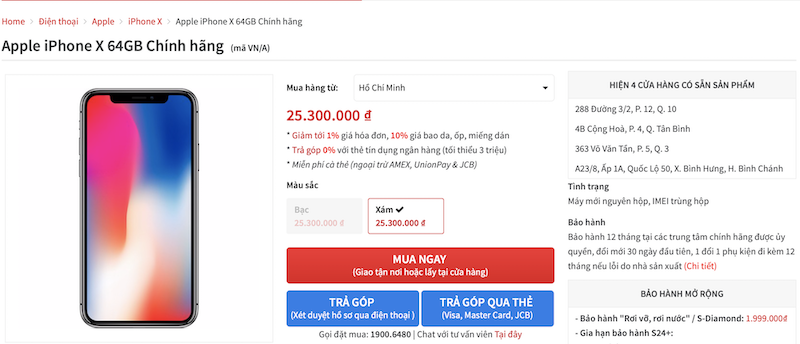 Home > Điện thoại > Apple > iPhone X > Apple iPhone X 64GB Chính hãng
Apple iPhone X 64GB Chính hãng (mã VN/A)
Mua hàng từ: Hồ Chí Minh
25.300.000 ₫
* Giảm tới 1% giá hóa đơn, 10% giá bao da, ốp, miếng dán
* Trả góp 0% với thẻ tín dụng ngân hàng (tối thiểu 3 triệu)
* Miễn phí cà thẻ (ngoại trừ AMEX, UnionPay & JCB)
Màu sắc
Bạc
25.300.000 ₫
Xám ✔
25.300.000 ₫
MUA NGAY
(Giao tận nơi hoặc lấy tại cửa hàng)
TRẢ GÓP
(Xét duyệt hồ sơ qua điện thoại )
TRẢ GÓP QUA THẺ
(Visa, Master Card, JCB)
Gọi đặt mua: 1900.6480 | Chat với tư vấn viên Tại đây
HIỆN 4 CỬA HÀNG CÓ SẴN SẢN PHẨM
288 Đường 3/2, P. 12, Q. 10
4B Cộng Hoà, P. 4, Q. Tân Bình
363 Võ Văn Tần, P. 5, Q. 3
A23/8, Ấp 1A, Quốc Lộ 50, X. Bình Hưng, H. Bình Chánh
Tình trạng
Máy mới nguyên hộp, IMEI trùng hộp
Bảo hành
Bảo hành 12 tháng tại các trung tâm chính hãng được ủy
quyền, đổi mới 30 ngày đầu tiên, 1 đổi 1 phụ kiện đi kèm 12
tháng nếu lỗi do nhà sản xuất (Chi tiết)
BẢO HÀNH MỞ RỘNG
- Bảo hành "Rơi vỡ, rơi nước" / S-Diamond: 1.999.000₫
- Gia hạn bảo hành S24+: